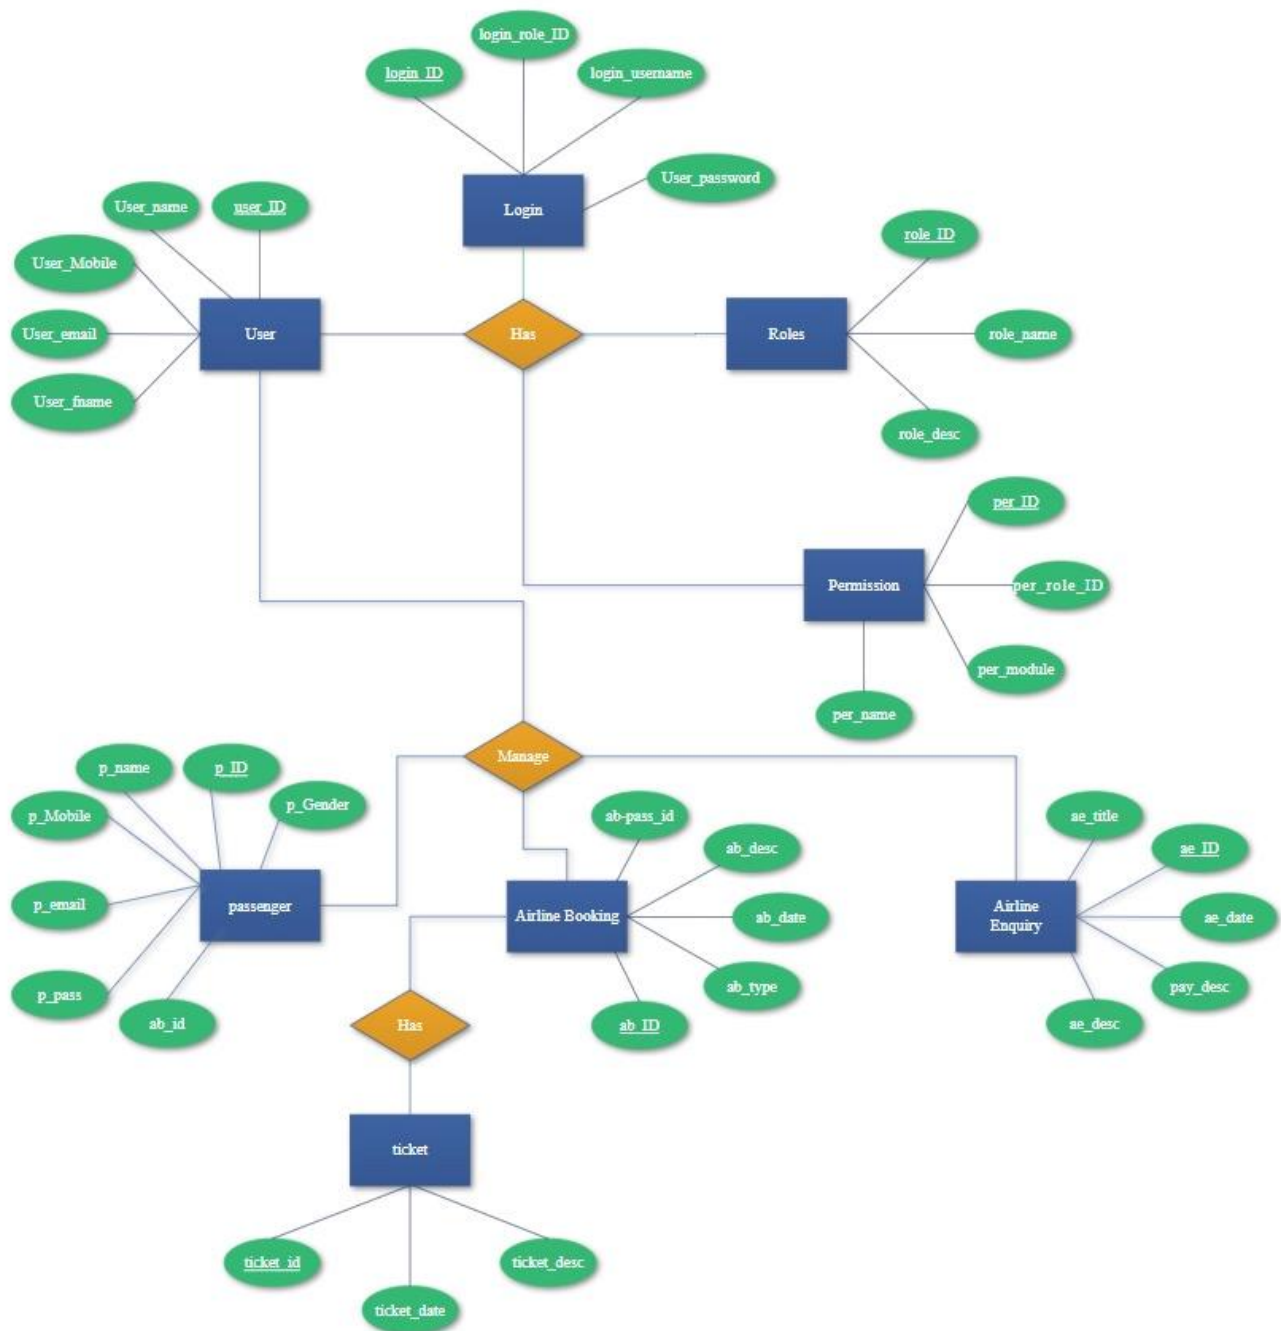 login_role_ID
login_ID
login_username
User_password
Login
User_name
user_ID
User_Mobile
User_email
User_fname
User
Has
Roles
role_ID
role_name
role_desc
per_ID
Permission
per_role_ID
per_module
per_name
Manage
p_name
p_ID
p_Gender
p_Mobile
p_email
p_pass
ab_id
passenger
ab-pass_id
ab_desc
Airline Booking
ab_date
ab_type
ab_ID
ae_title
ae_ID
Airline
Enquiry
ae_date
pay_desc
ae_desc
Has
ticket
ticket_id
ticket_desc
ticket_date